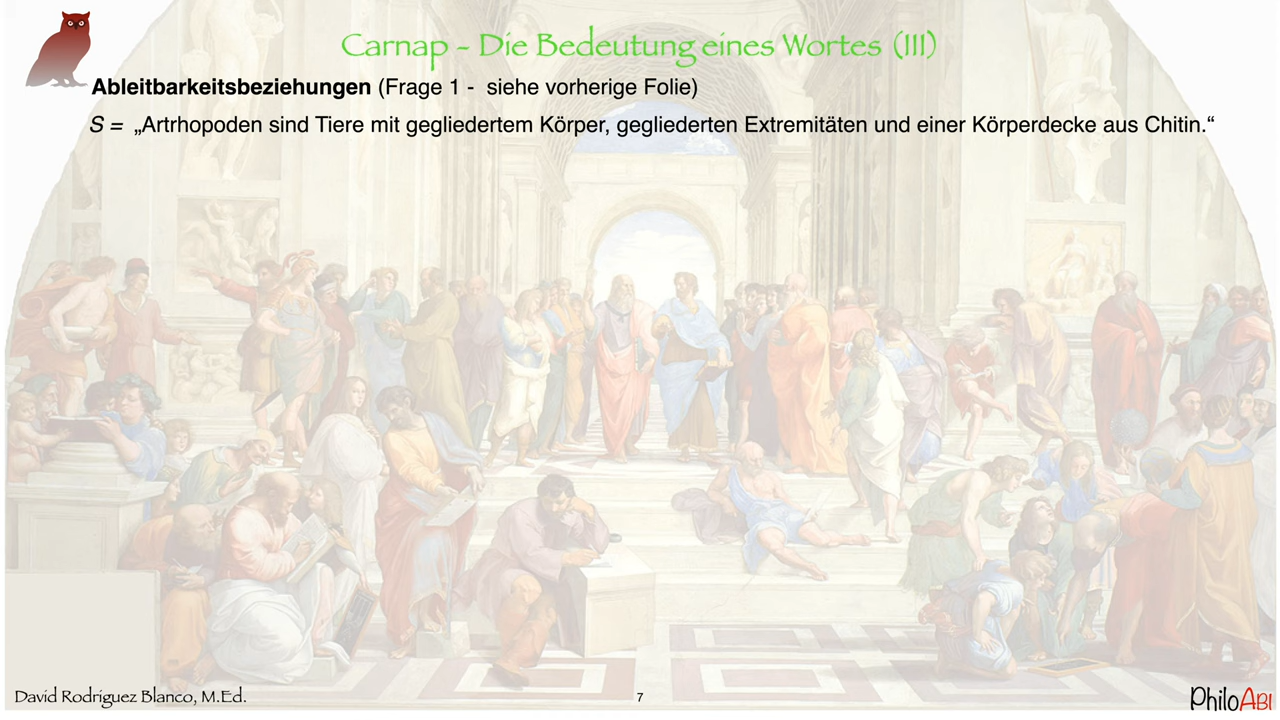 Carnap - Die Bedeutung eines Wortes (III)
Ableitbarkeitsbeziehungen (Frage 1 - siehe vorherige Folie)
S = „Artrhopoden sind Tiere mit gegliedertem Körper, gegliederten Extremitäten und einer Körperdecke aus Chitin.“
David Rodríguez Blanco, M.Ed.
7
PhiloABI